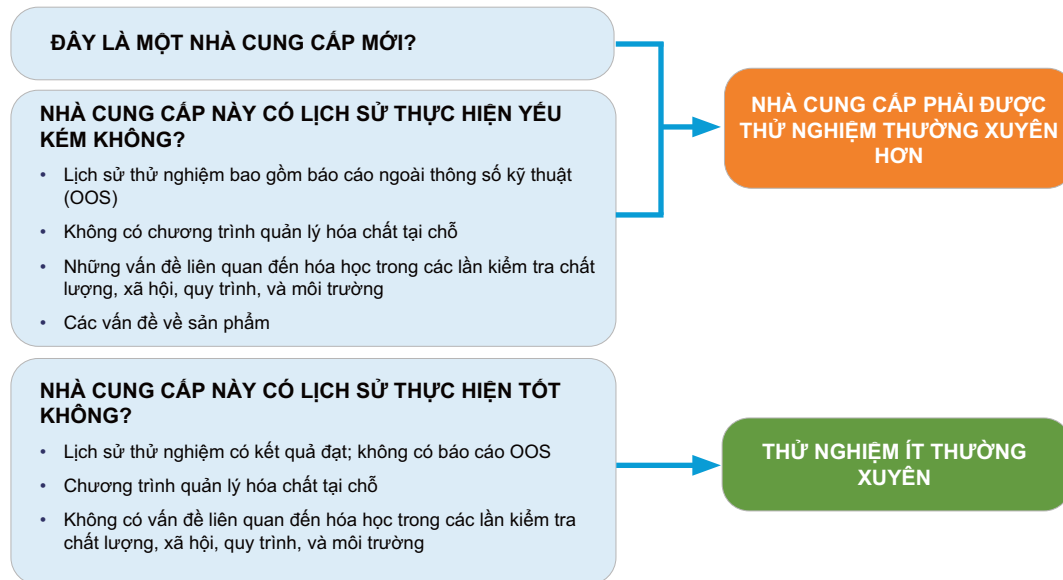 ĐÂY LÀ MỘT NHÀ CUNG CẤP MỚI?
NHÀ CUNG CẤP NÀY CÓ LỊCH SỬ THỰC HIỆN YẾU
KÉM KHÔNG?
• Lịch sử thử nghiệm bao gồm báo cáo ngoài thông số kỹ thuật
(OOS)
• Không có chương trình quản lý hóa chất tại chỗ
• Những vấn đề liên quan đến hóa học trong các lần kiểm tra chất
lượng, xã hội, quy trình, và môi trường
• Các vấn đề về sản phẩm
NHÀ CUNG CẤP PHẢI ĐƯỢC
THỬ NGHIỆM THƯỜNG XUYÊN
HƠN
NHÀ CUNG CẤP NÀY CÓ LỊCH SỬ THỰC HIỆN TỐT
KHÔNG?
• Lịch sử thử nghiệm có kết quả đạt; không có báo cáo OOS
• Chương trình quản lý hóa chất tại chỗ
• Không có vấn đề liên quan đến hóa học trong các lần kiểm tra
chất lượng, xã hội, quy trình, và môi trường
THỬ NGHIỆM ÍT THƯỜNG
XUYÊN